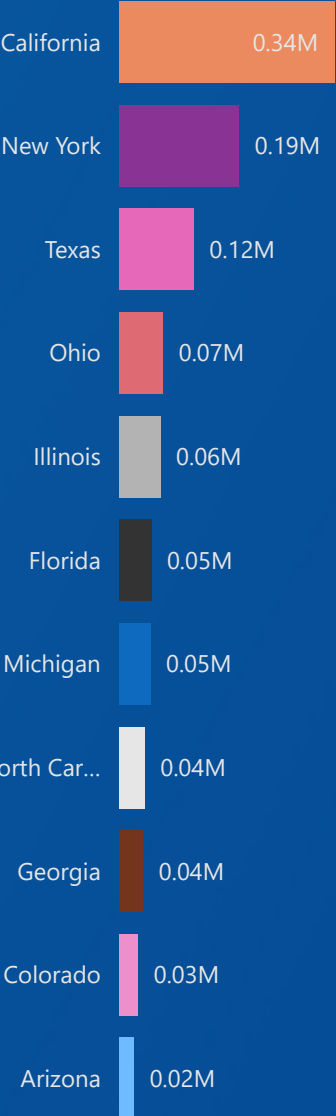 California 0.34M
New York 0.19M
Texas 0.12M
Ohio 0.07M
Illinois 0.06M
Florida 0.05M
Michigan 0.05M
orth Car... 0.04M
Georgia 0.04M
Colorado 0.03M
Arizona 0.02M